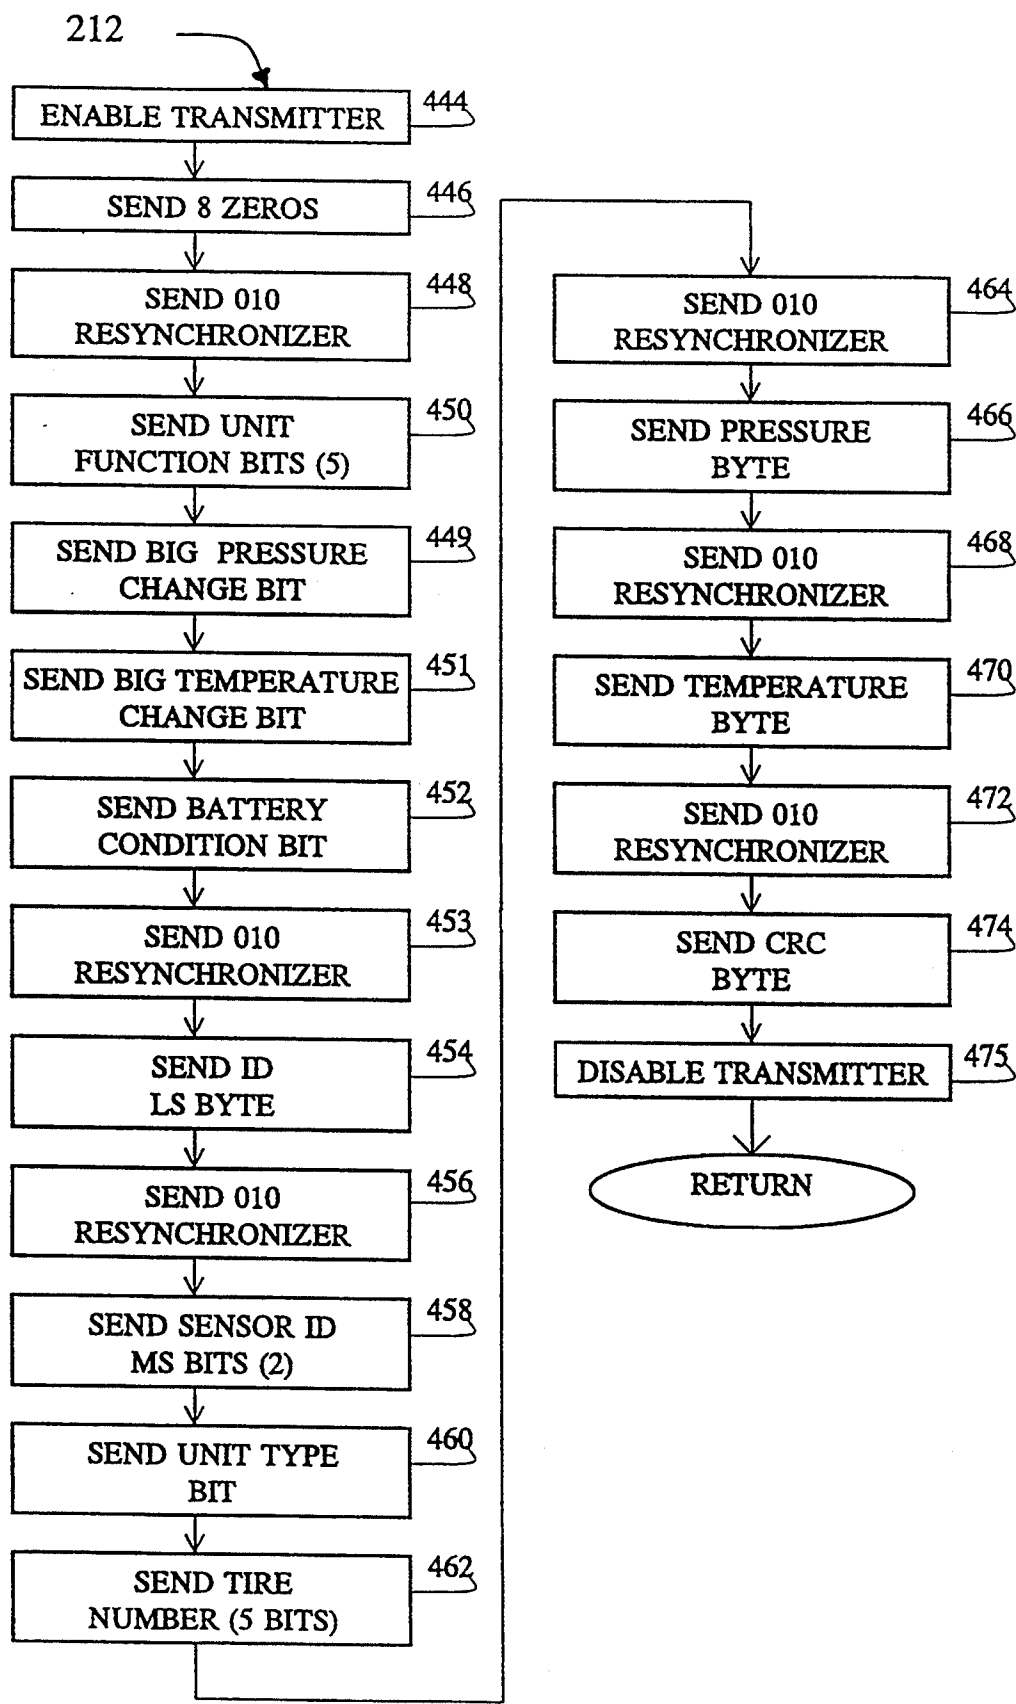 212
ENABLE TRANSMITTER
444
SEND 8 ZEROS
446
SEND 010
RESYNCHRONIZER
448
SEND UNIT
FUNCTION BITS (5)
450
SEND BIG PRESSURE
CHANGE BIT
449
SEND BIG TEMPERATURE
CHANGE BIT
451
SEND BATTERY
CONDITION BIT
452
SEND 010
RESYNCHRONIZER
453
SEND ID
LS BYTE
454
SEND 010
RESYNCHRONIZER
456
SEND SENSOR ID
MS BITS (2)
458
SEND UNIT TYPE
BIT
460
SEND TIRE
NUMBER (5 BITS)
462
SEND 010
RESYNCHRONIZER
464
SEND PRESSURE
BYTE
466
SEND 010
RESYNCHRONIZER
468
SEND TEMPERATURE
BYTE
470
SEND 010
RESYNCHRONIZER
472
SEND CRC
BYTE
474
DISABLE TRANSMITTER
475
RETURN